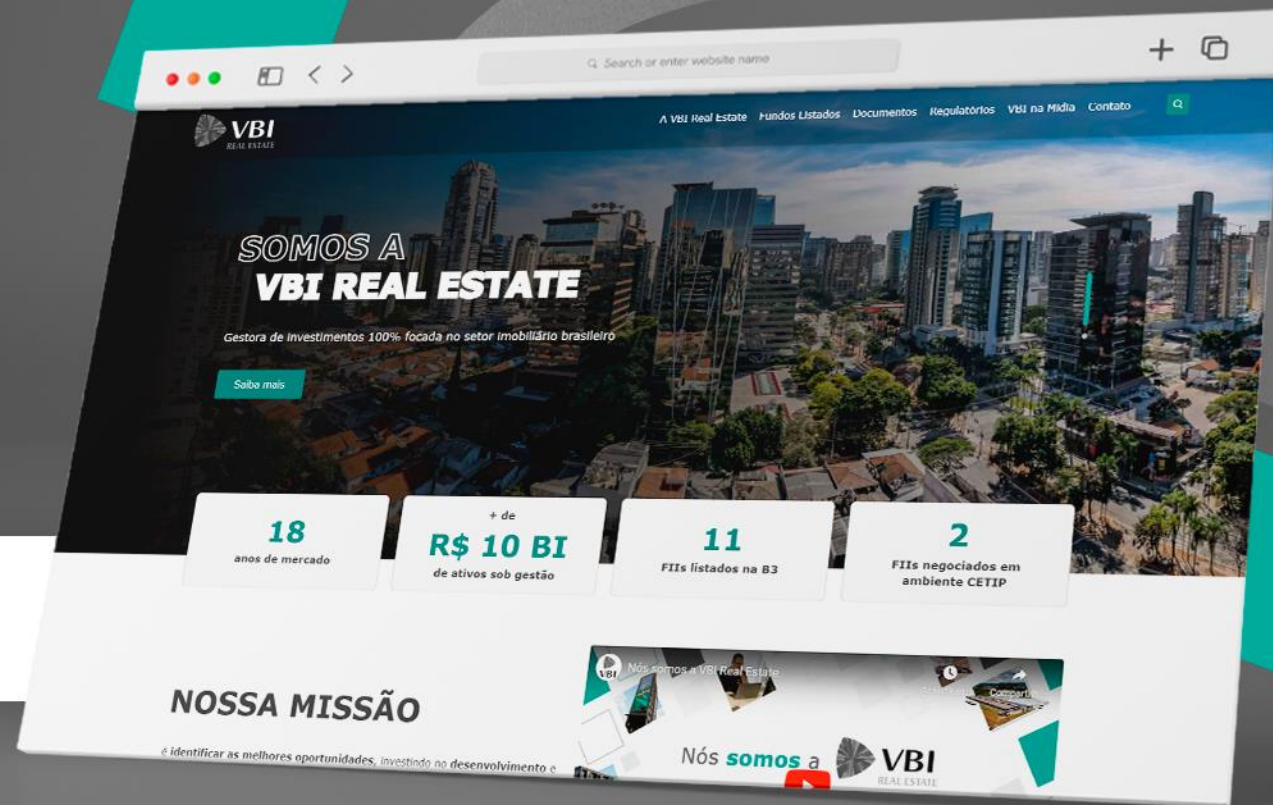 Search or enter website name
VBI
REAL ESTATE
A VBI Real Estate Fundos Listados Documentos Regulatórios VBI na Mídia Contato
SOMOS A
VBI REAL ESTATE
Gestora de investimentos 100% focada no setor imobiliário brasileiro
Saiba mais
18
anos de mercado
+ de
R$ 10 BI
de ativos sob gestão
11
FIIs listados na B3
2
FIIs negociados em
ambiente CETIP
NOSSA MISSÃO
é identificar as melhores oportunidades, investindo no desenvolvimento e
VBI
Nós somos a VBI Real Estate
Nós somos a VBI
REAL ESTATE